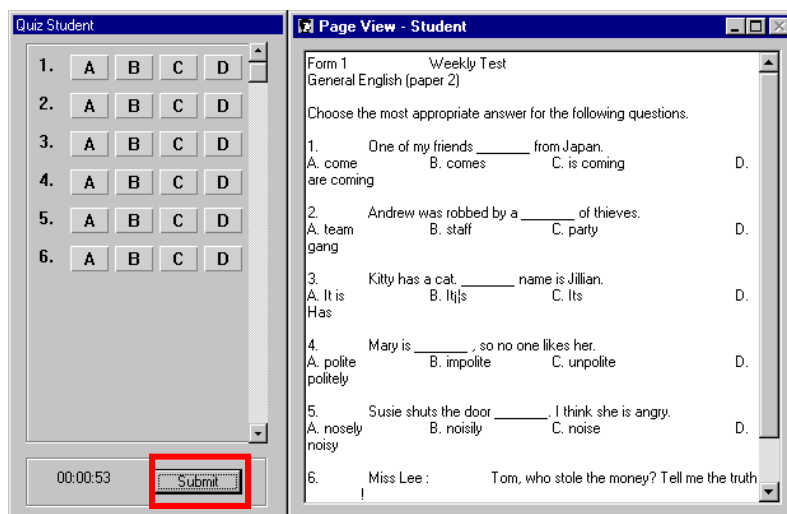 Quiz Student
1. A B C D
2. A B C D
3. A B C D
4. A B C D
5. A B C D
6. A B C D
00:00:53 Submit
Page View - Student
Form 1 Weekly Test
General English (paper 2)
Choose the most appropriate answer for the following questions.
1. One of my friends _______ from Japan.
A. come B. comes C. is coming D.
are coming
2. Andrew was robbed by a _______ of thieves.
A. team B. staff C. party D.
gang
3. Kitty has a cat. _______ name is Jillian.
A. It is B. It¡¦s C. Its D.
Has
4. Mary is _______ , so no one likes her.
A. polite B. impolite C. unpolite D.
politely
5. Susie shuts the door _______. I think she is angry.
A. nosely B. noisily C. noise D.
noisy
6. Miss Lee : Tom, who stole the money? Tell me the truth
!